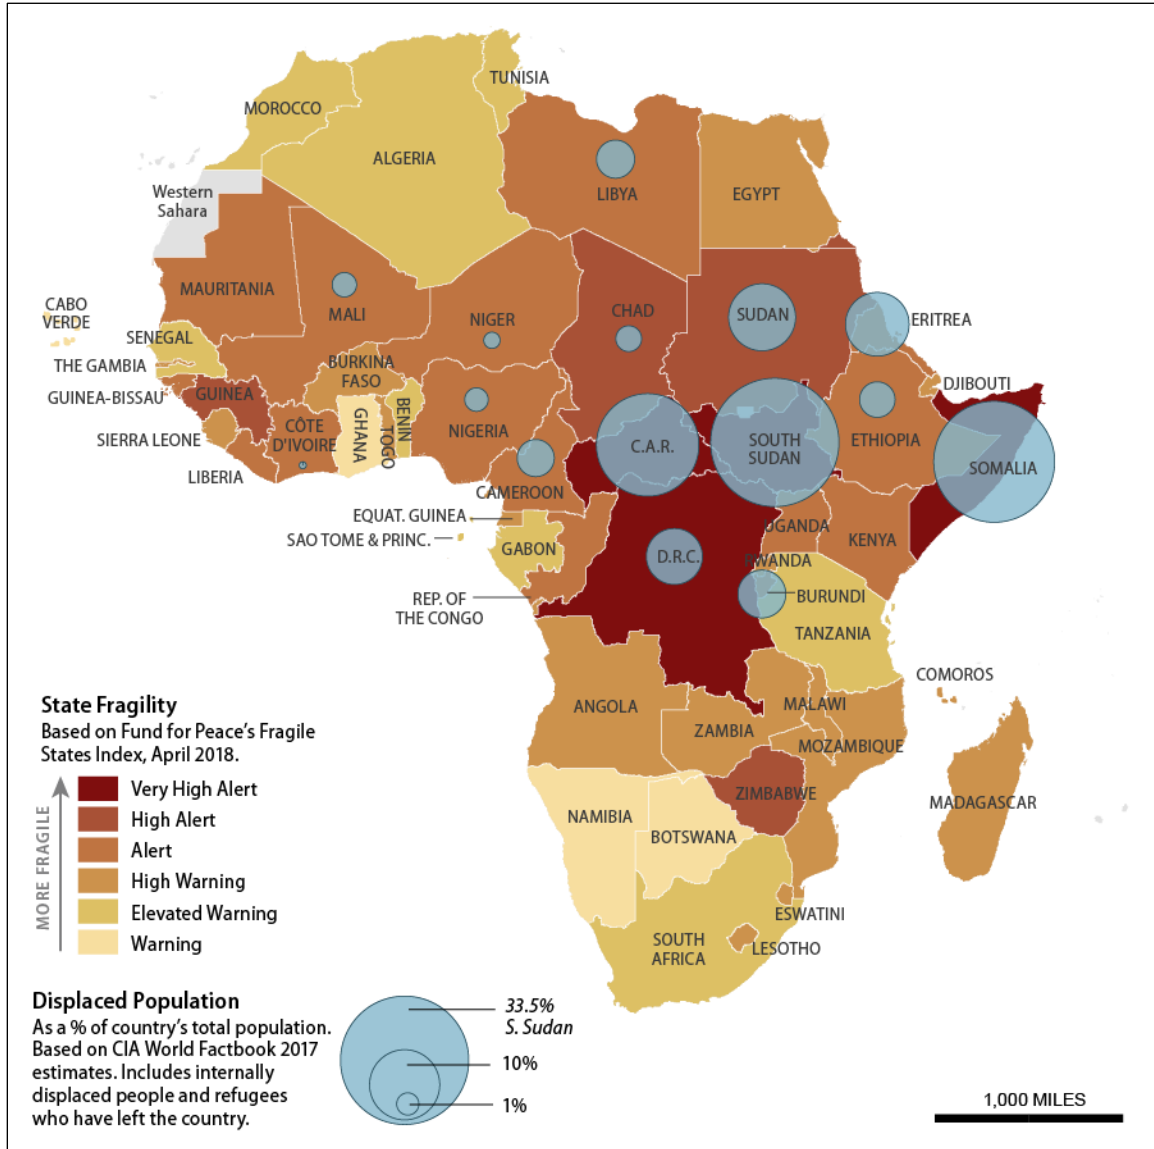 TUNISIA
MOROCCO
ALGERIA
Western
Sahara
LIBYA
EGYPT
MAURITANIA
MALI
NIGER
CHAD
SUDAN
ERITREA
CABO
VERDE
SENEGAL
THE GAMBIA
GUINEA-BISSAU
GUINEA
BURKINA
FASO
DJIBOUTI
SIERRA LEONE
CÔTE
D'IVOIRE
GHANA
TOGO
BENIN
NIGERIA
C.A.R.
SOUTH
SUDAN
ETHIOPIA
SOMALIA
LIBERIA
CAMEROON
EQUAT. GUINEA
SAO TOME & PRINC.
GABON
D.R.C.
UGANDA
KENYA
RWANDA
REP. OF
THE CONGO
BURUNDI
TANZANIA
COMOROS
ANGOLA
MALAWI
ZAMBIA
MOZAMBIQUE
ZIMBABWE
MADAGASCAR
NAMIBIA
BOTSWANA
ESWATINI
SOUTH
AFRICA
LESOTHO
State Fragility
Based on Fund for Peace's Fragile
States Index, April 2018.
MORE FRAGILE
Very High Alert
High Alert
Alert
High Warning
Elevated Warning
Warning
Displaced Population
As a % of country's total population.
Based on CIA World Factbook 2017
estimates. Includes internally
displaced people and refugees
who have left the country.
33.5%
S. Sudan
10%
1%
1,000 MILES